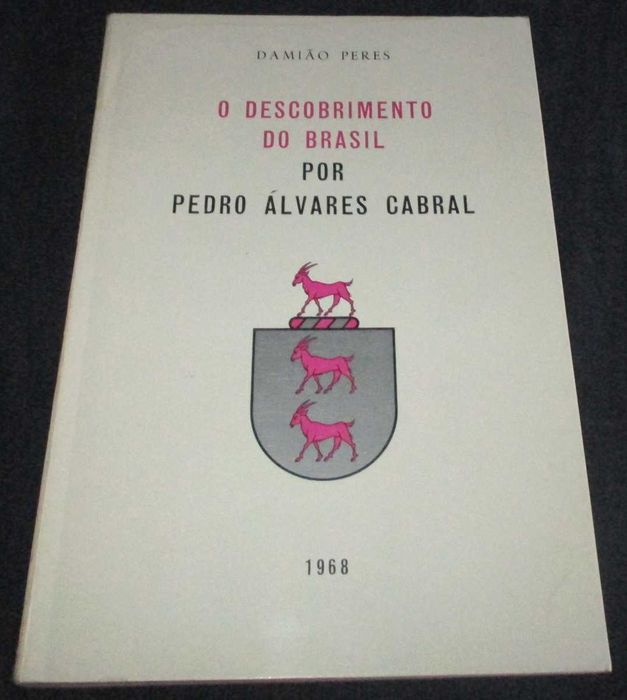 DAMIÃO PERES
O DESCOBRIMENTO
DO BRASIL
POR
PEDRO ÁLVARES CABRAL
1968